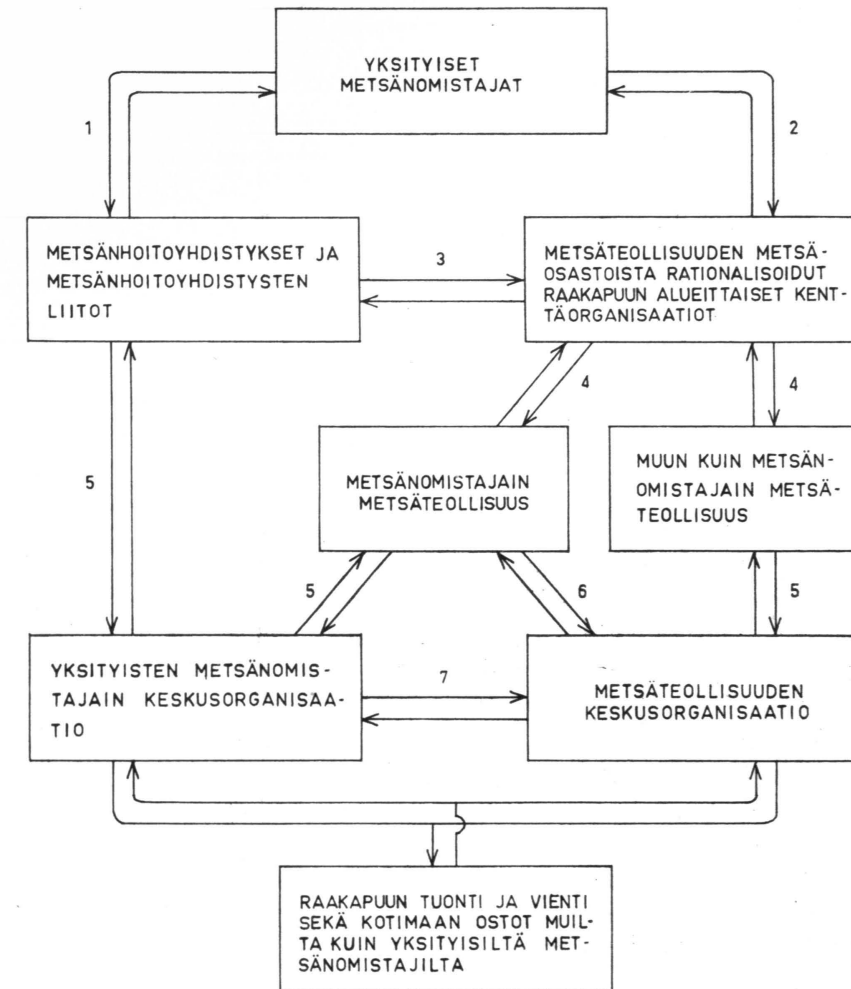 YKSITYISET
METSÄNOMISTAJAT
1
2
METSÄNHOITOYHDISTYKSET JA
METSÄNHOITOYHDISTYSTEN
LIITOT
3
METSÄTEOLLISUUDEN METSÄ-
OSASTOISTA RATIONALISOIDUT
RAAKAPUUN ALUEITTAISET KENT-
TÄORGANISAATIOT
4
4
5
METSÄNOMISTAJAIN
METSÄTEOLLISUUS
MUUN KUIN METSÄN-
OMISTAJAIN METSÄ-
TEOLLISUUS
5
6
5
YKSITYISTEN METSÄNOMIS-
TAJAIN KESKUSORGANISAA-
TIO
7
METSÄTEOLLISUUDEN
KESKUSORGANISAATIO
RAAKAPUUN TUONTI JA VIENTI
SEKÄ KOTIMAAN OSTOT MUIL-
TA KUIN YKSITYISILTÄ MET-
SÄNOMISTAJILTA